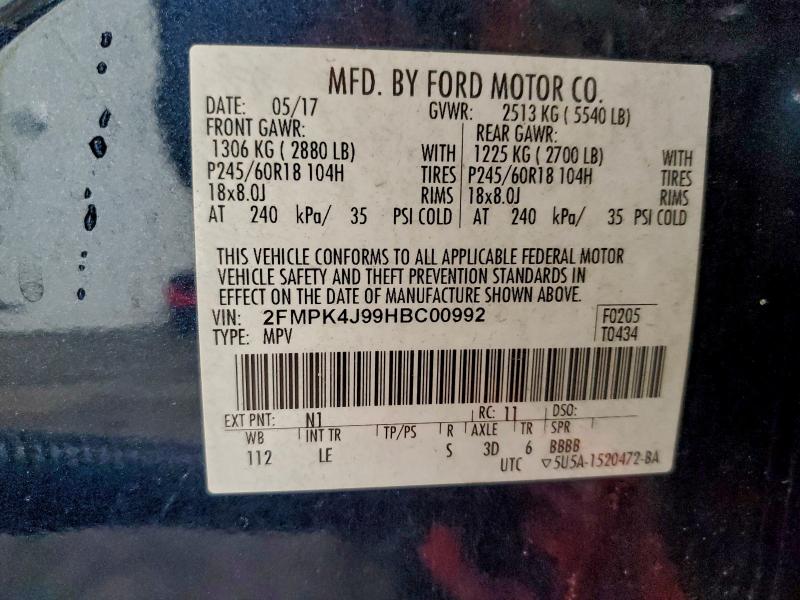 MFD. BY FORD MOTOR CO.
DATE: 05/17 GVWR: 2513 KG ( 5540 LB)
FRONT GAWR: REAR GAWR:
1306 KG ( 2880 LB) WITH 1225 KG ( 2700 LB) WITH
P245/60R18 104H TIRES P245/60R18 104H TIRES
18x8.0J RIMS 18x8.0J RIMS
AT 240 kPa/ 35 PSI COLD AT 240 kPa/ 35 PSI COLD
THIS VEHICLE CONFORMS TO ALL APPLICABLE FEDERAL MOTOR
VEHICLE SAFETY AND THEFT PREVENTION STANDARDS IN
EFFECT ON THE DATE OF MANUFACTURE SHOWN ABOVE.
VIN: 2FMPK4J99HBC00992 F0205
TYPE: MPV T0434
EXT PNT: N1 RC: 11 DSO:
WB INT TR TP/PS R AXLE TR SPR
112 LE S 3D 6 BBBB
UTC ▽5U5A-1520472-BA